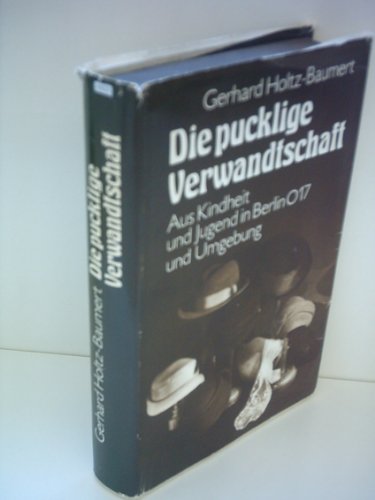 Gerhard Holtz-Baumert
Die pucklige
Verwandtschaft
Aus Kindheit
und Jugend in Berlin O 17
und Umgebung
Gerhard Holtz-Baumert
Die pucklige
Verwandtschaft